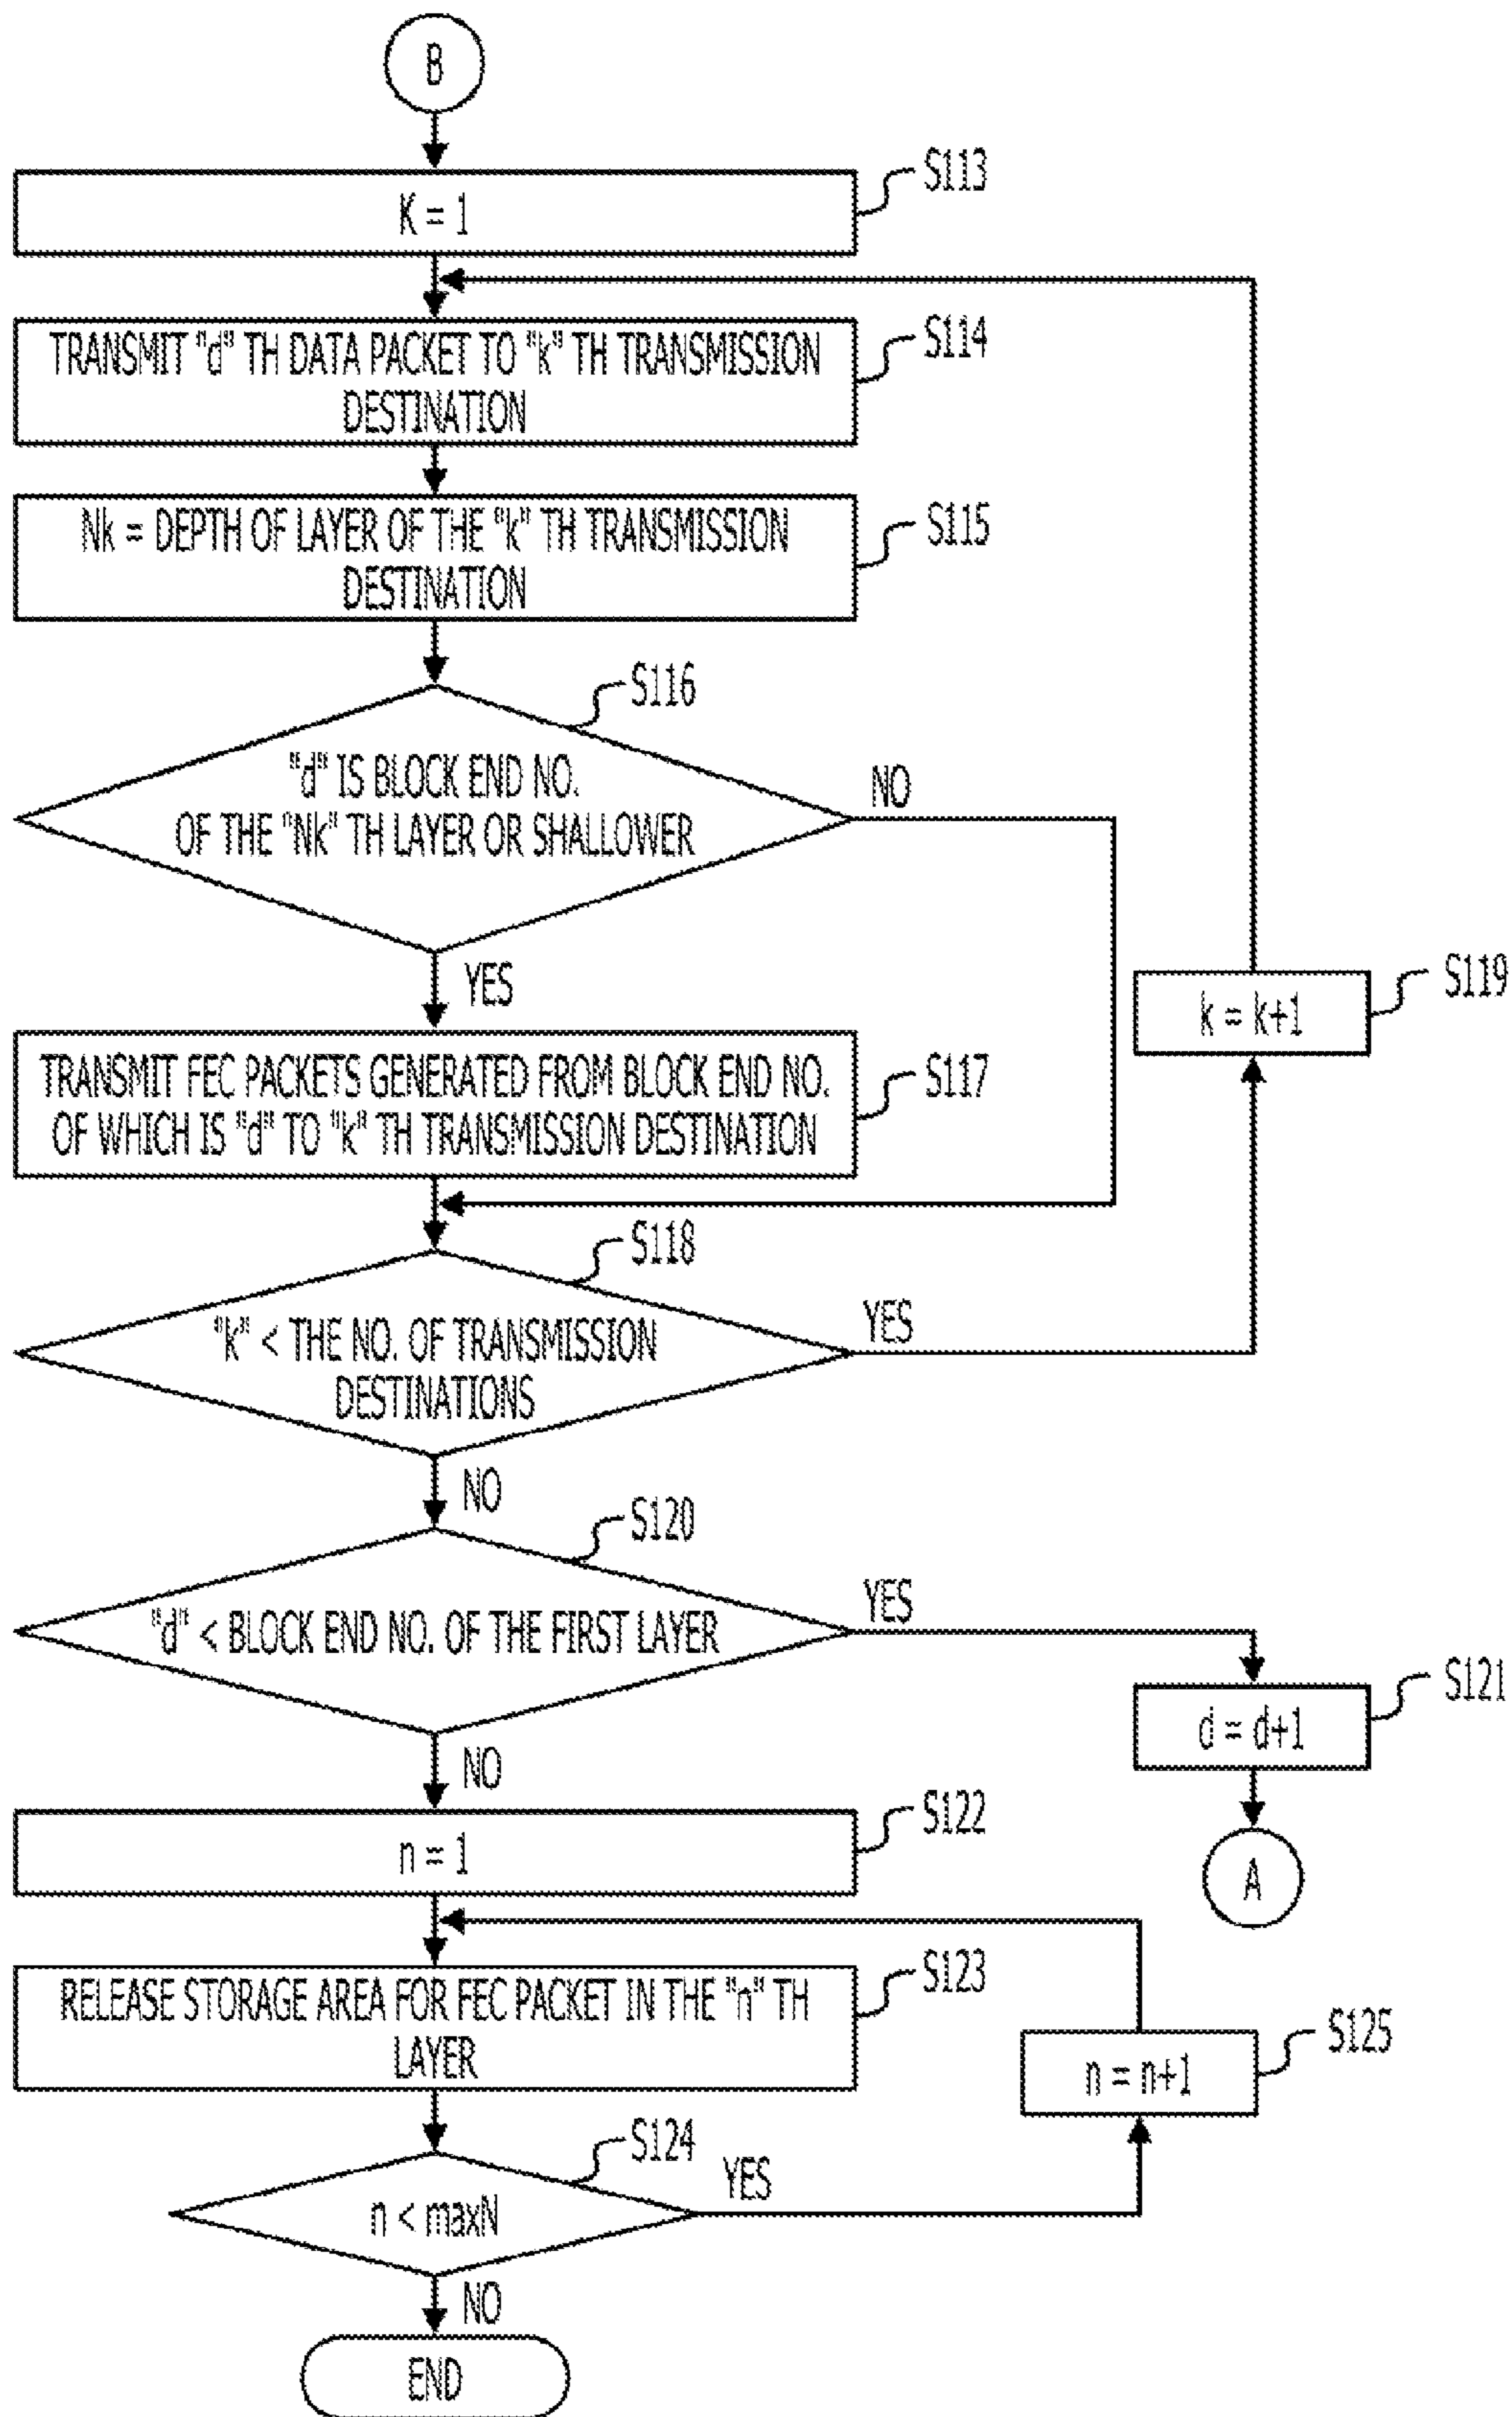 B
S113
K = 1
S114
TRANSMIT "d" TH DATA PACKET TO "k" TH TRANSMISSION
DESTINATION
S115
Nk = DEPTH OF LAYER OF THE "k" TH TRANSMISSION
DESTINATION
S116
"d" IS BLOCK END NO.
OF THE "Nk" TH LAYER OR SHALLOWER
NO
YES
S119
k = k+1
S117
TRANSMIT FEC PACKETS GENERATED FROM BLOCK END NO.
OF WHICH IS "d" TO "k" TH TRANSMISSION DESTINATION
S118
"k" < THE NO. OF TRANSMISSION
DESTINATIONS
YES
NO
S120
"d" < BLOCK END NO. OF THE FIRST LAYER
YES
S121
d = d+1
NO
A
S122
n = 1
S123
RELEASE STORAGE AREA FOR FEC PACKET IN THE "n" TH
LAYER
S125
n = n+1
S124
n < maxN
YES
NO
END